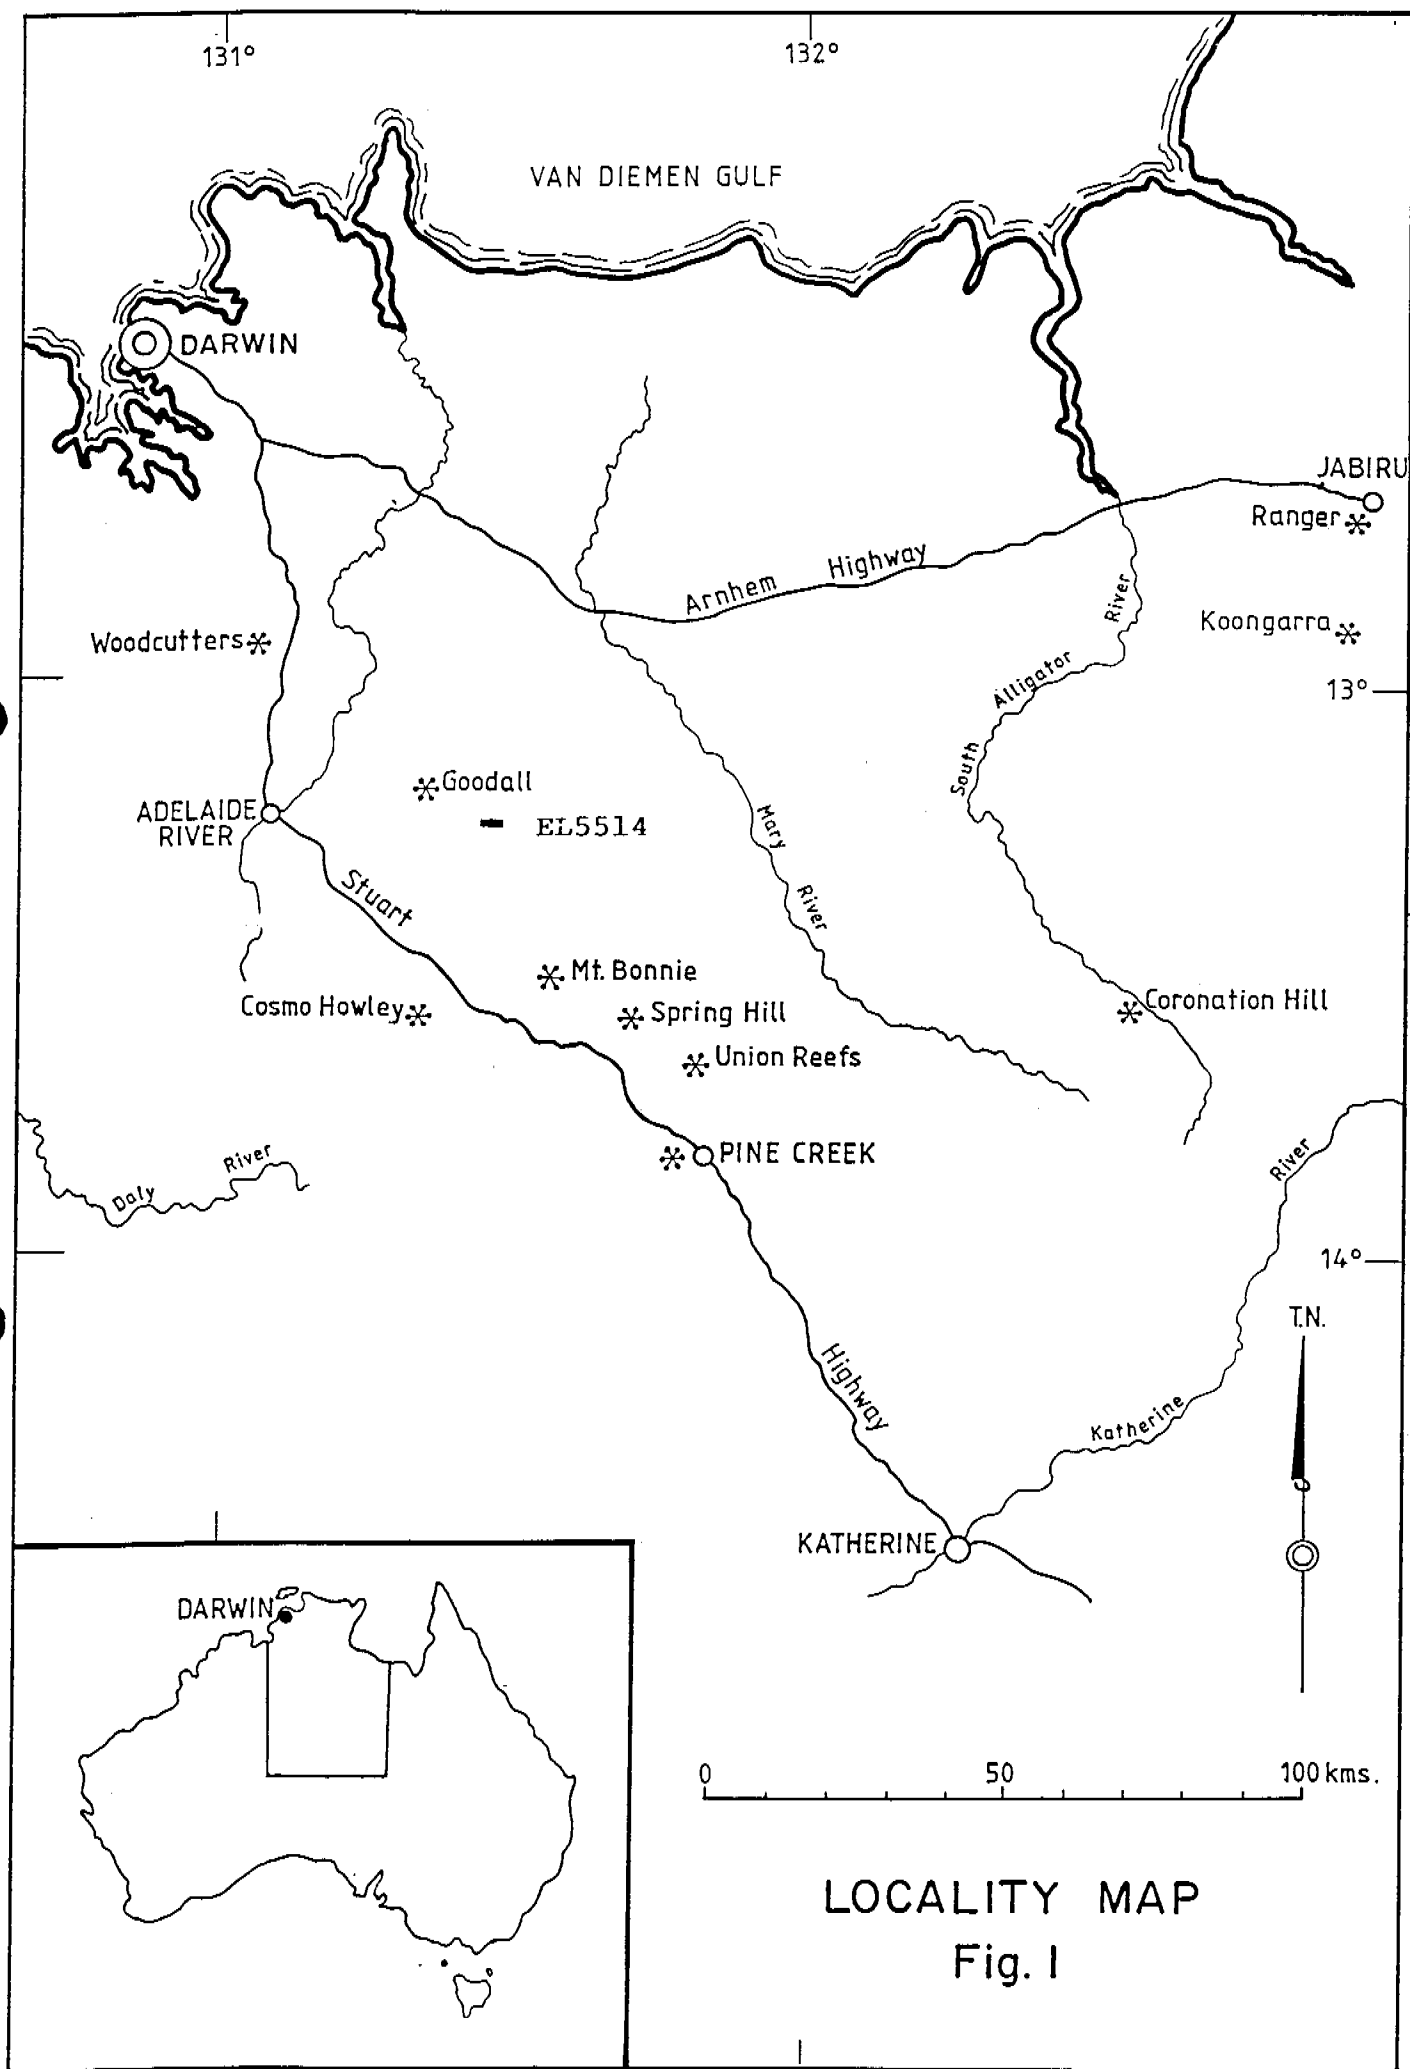 131°
132°
VAN DIEMEN GULF
DARWIN
JABIRU
Ranger
Arnhem Highway
River
Koongarra
Woodcutters
Alligator
13°
South
Goodall
ADELAIDE
RIVER
EL5514
Mary
River
Stuart
Mt. Bonnie
Cosmo Howley
Spring Hill
Coronation Hill
Union Reefs
PINE CREEK
Daly River
River
14°
T.N.
Highway
Katherine
KATHERINE
DARWIN
0 50 100 kms.
LOCALITY MAP
Fig. 1